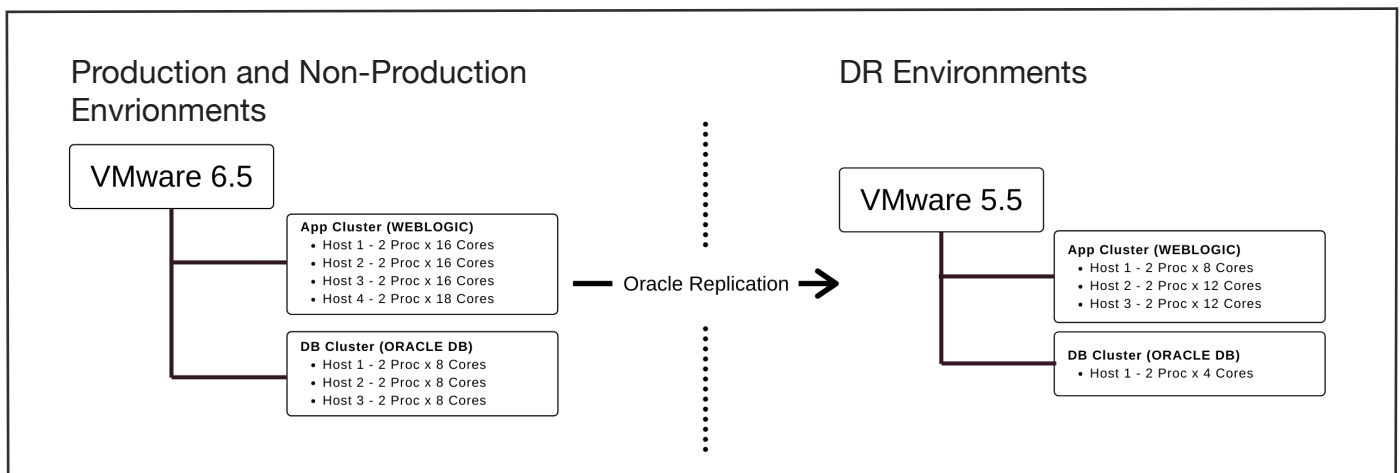 Production and Non-Production
Envrionments
VMware 6.5
App Cluster (WEBLOGIC)
• Host 1 - 2 Proc x 16 Cores
• Host 2 - 2 Proc x 16 Cores
• Host 3 - 2 Proc x 16 Cores
• Host 4 - 2 Proc x 18 Cores
DB Cluster (ORACLE DB)
• Host 1 - 2 Proc x 8 Cores
• Host 2 - 2 Proc x 8 Cores
• Host 3 - 2 Proc x 8 Cores
Oracle Replication
DR Environments
VMware 5.5
App Cluster (WEBLOGIC)
• Host 1 - 2 Proc x 8 Cores
• Host 2 - 2 Proc x 12 Cores
• Host 3 - 2 Proc x 12 Cores
DB Cluster (ORACLE DB)
• Host 1 - 2 Proc x 4 Cores